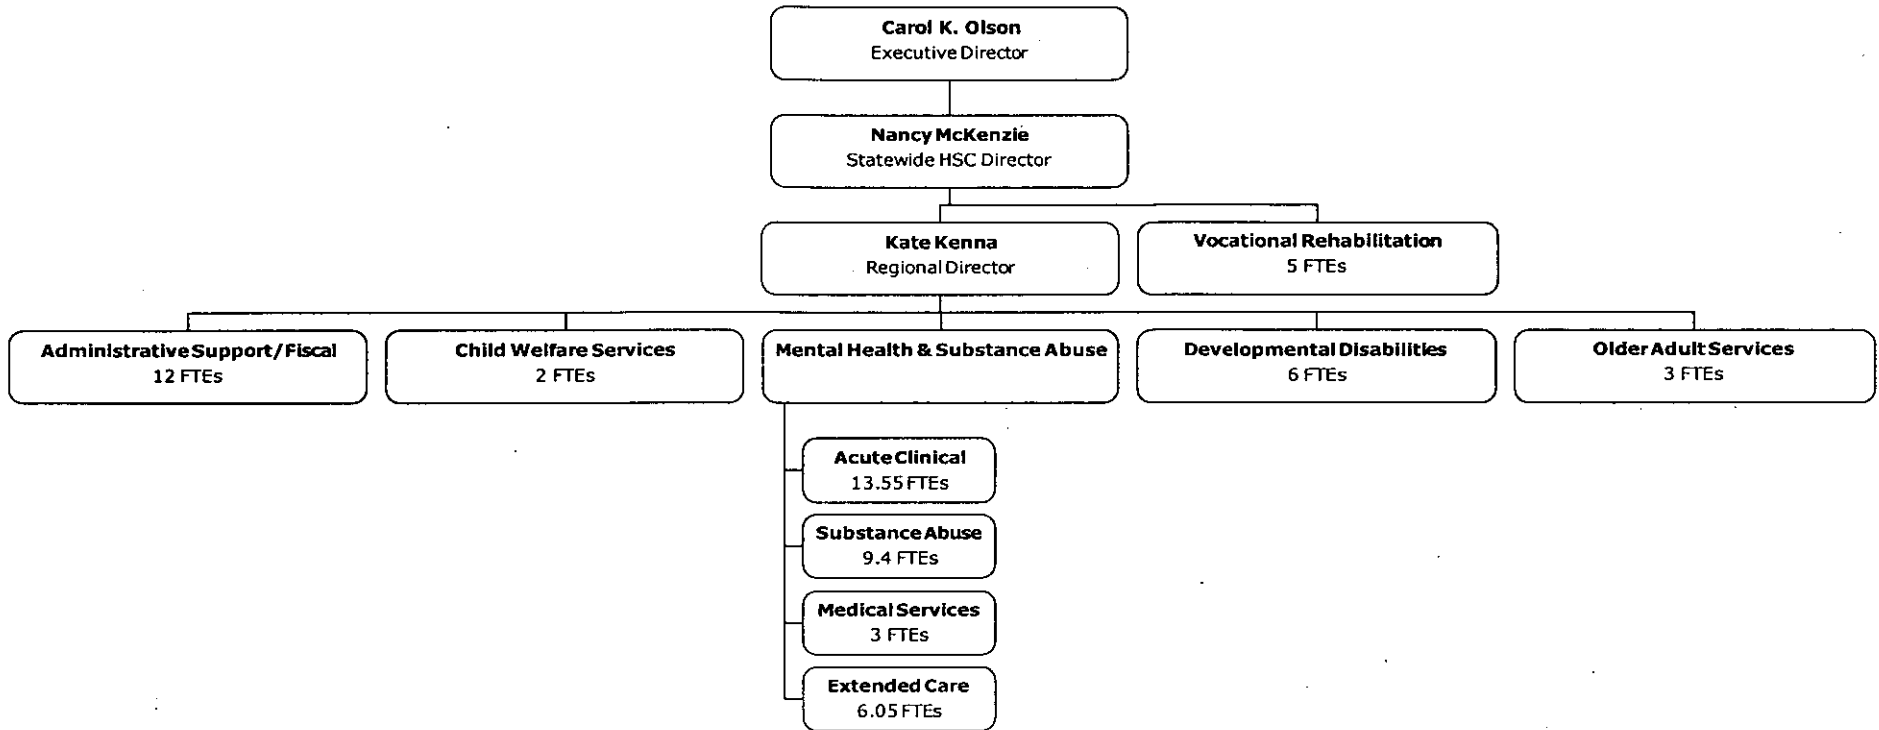 Carol K. Olson
Executive Director
Nancy McKenzie
Statewide HSC Director
Kate Kenna
Regional Director
Vocational Rehabilitation
5 FTEs
Administrative Support/Fiscal
12 FTEs
Child Welfare Services
2 FTEs
Mental Health & Substance Abuse
Developmental Disabilities
6 FTEs
Older Adult Services
3 FTEs
Acute Clinical
13.55 FTEs
Substance Abuse
9.4 FTEs
Medical Services
3 FTEs
Extended Care
6.05 FTEs